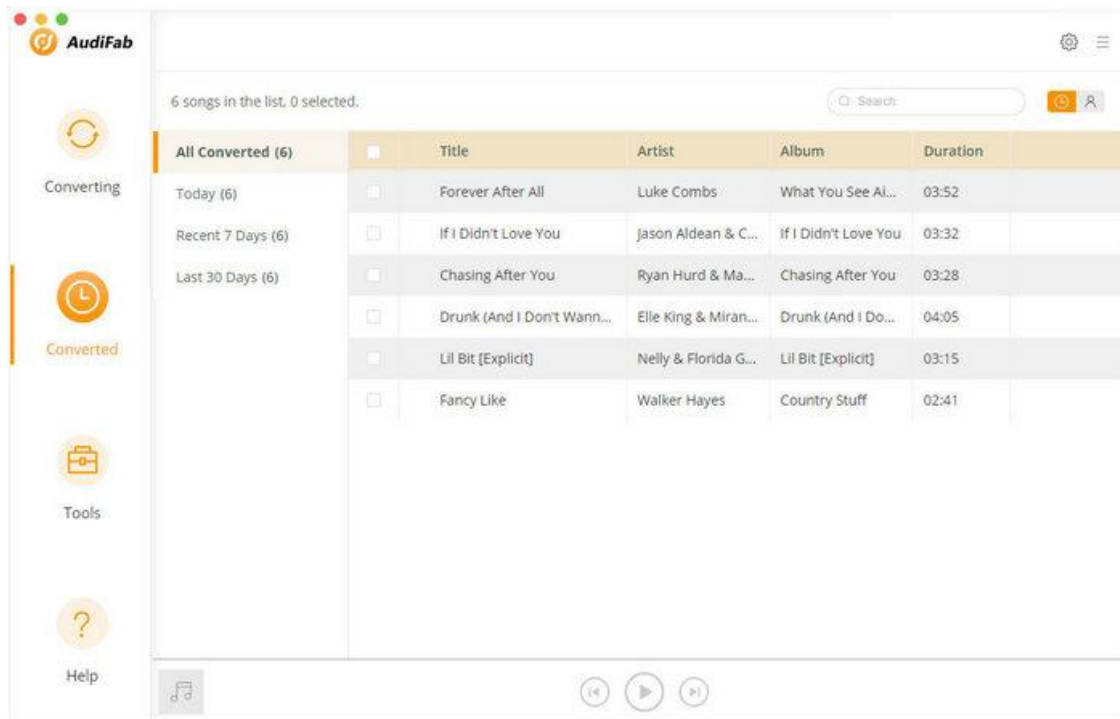 AudiFab
6 songs in the list, 0 selected.
Search
Converting
Converted
Tools
Help
All Converted (6)
Today (6)
Recent 7 Days (6)
Last 30 Days (6)
Title Artist Album Duration
Forever After All Luke Combs What You See Ai... 03:52
If I Didn't Love You Jason Aldean & C... If I Didn't Love You 03:32
Chasing After You Ryan Hurd & Ma... Chasing After You 03:28
Drunk (And I Don't Wann... Elle King & Miran... Drunk (And I Do... 04:05
Lil Bit [Explicit] Nelly & Florida G... Lil Bit [Explicit] 03:15
Fancy Like Walker Hayes Country Stuff 02:41